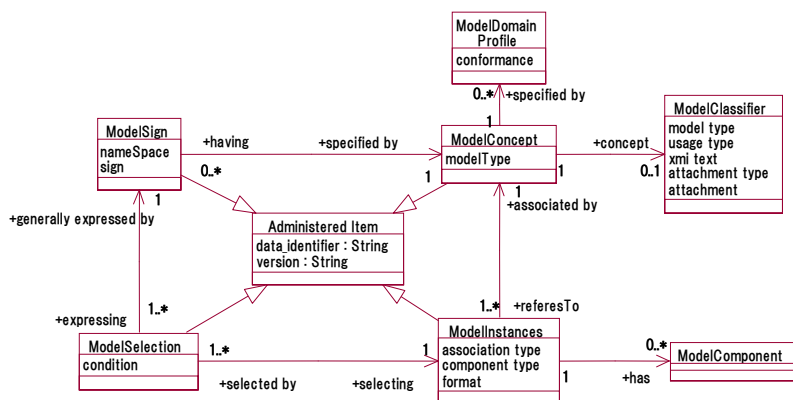 ModelDomain
Profile
conformance
0..*
+specified by
1
ModelSign
nameSpace
sign
+having
+specified by
0..*
1
ModelConcept
modelType
1
+concept
0..1
ModelClassifier
model type
usage type
xmi text
attachment type
attachment
1
+generally expressed by
Administered Item
data_identifier : String
version : String
1
+associated by
1..*
+expressing
1..*
+referesTo
ModelSelection
condition
1..*
+selected by
+selecting
1
ModelInstances
association type
component type
format
1
+has
0..*
ModelComponent